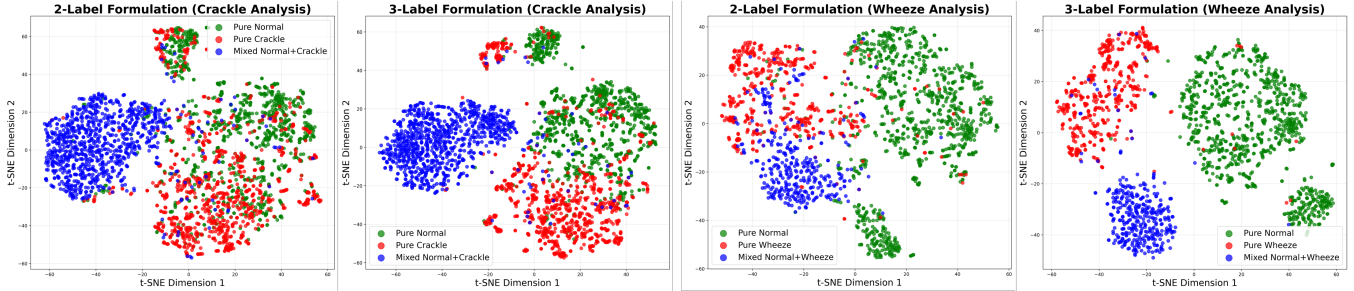 2-Label Formulation (Crackle Analysis)
Pure Normal
Pure Crackle
Mixed Normal+Crackle
t-SNE Dimension 2
60
40
20
0
−20
−40
−60
−60 −40 −20 0 20 40 60
t-SNE Dimension 1
3-Label Formulation (Crackle Analysis)
t-SNE Dimension 2
60
40
20
0
−20
−40
−60
Pure Normal
Pure Crackle
Mixed Normal+Crackle
−60 −40 −20 0 20 40 60
t-SNE Dimension 1
2-Label Formulation (Wheeze Analysis)
t-SNE Dimension 2
40
20
0
−20
−40
−60
Pure Normal
Pure Wheeze
Mixed Normal+Wheeze
−40 −20 0 20 40 60
t-SNE Dimension 1
3-Label Formulation (Wheeze Analysis)
t-SNE Dimension 2
40
20
0
−20
−40
Pure Normal
Pure Wheeze
Mixed Normal+Wheeze
−60 −40 −20 0 20 40 60
t-SNE Dimension 1